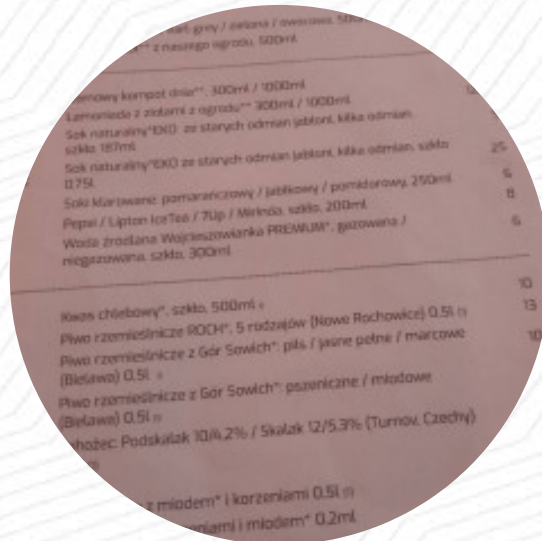 grey / zielona / owocowa, 500
** z naszego ogrodu, 500ml
kompot dnia**, 300ml / 1000ml
Lemoniada z ziołami z ogrodu** 300ml / 1000ml
Sok naturalny*EKO ze starych odmian jabłoni, kilka odmian,
szkło 187ml
Sok naturalny*EKO ze starych odmian jabłoni, kilka odmian, szkło 25
0.75l
Soki klarowane: pomarańczowy / jabłkowy / pomidorowy, 250ml 6
Pepsi / Lipton IceTea / 7Up / Mirinda, szkło, 200ml 8
Woda źródlana Wojcieszowianka PREMIUM*, gazowana / 6
niegazowana, szkło, 300ml
Kwas chlebowy*, szkło, 500ml 10
Piwo rzemieślnicze ROCH*, 5 rodzajów (Nowe Rochowice) 0.5l (1) 13
Piwo rzemieślnicze z Gór Sowich*: pils / jasne pełne / marcowe 10
(Bielawa) 0.5l
Piwo rzemieślnicze z Gór Sowich*: pszeniczne / miodowe
(Bielawa) 0.5l (1)
Podskalak 10/4.2% / Skalak 12/5.3% (Turnov, Czechy)
z miodem* i korzeniami 0.5l (1)
i miodem* 0.2ml